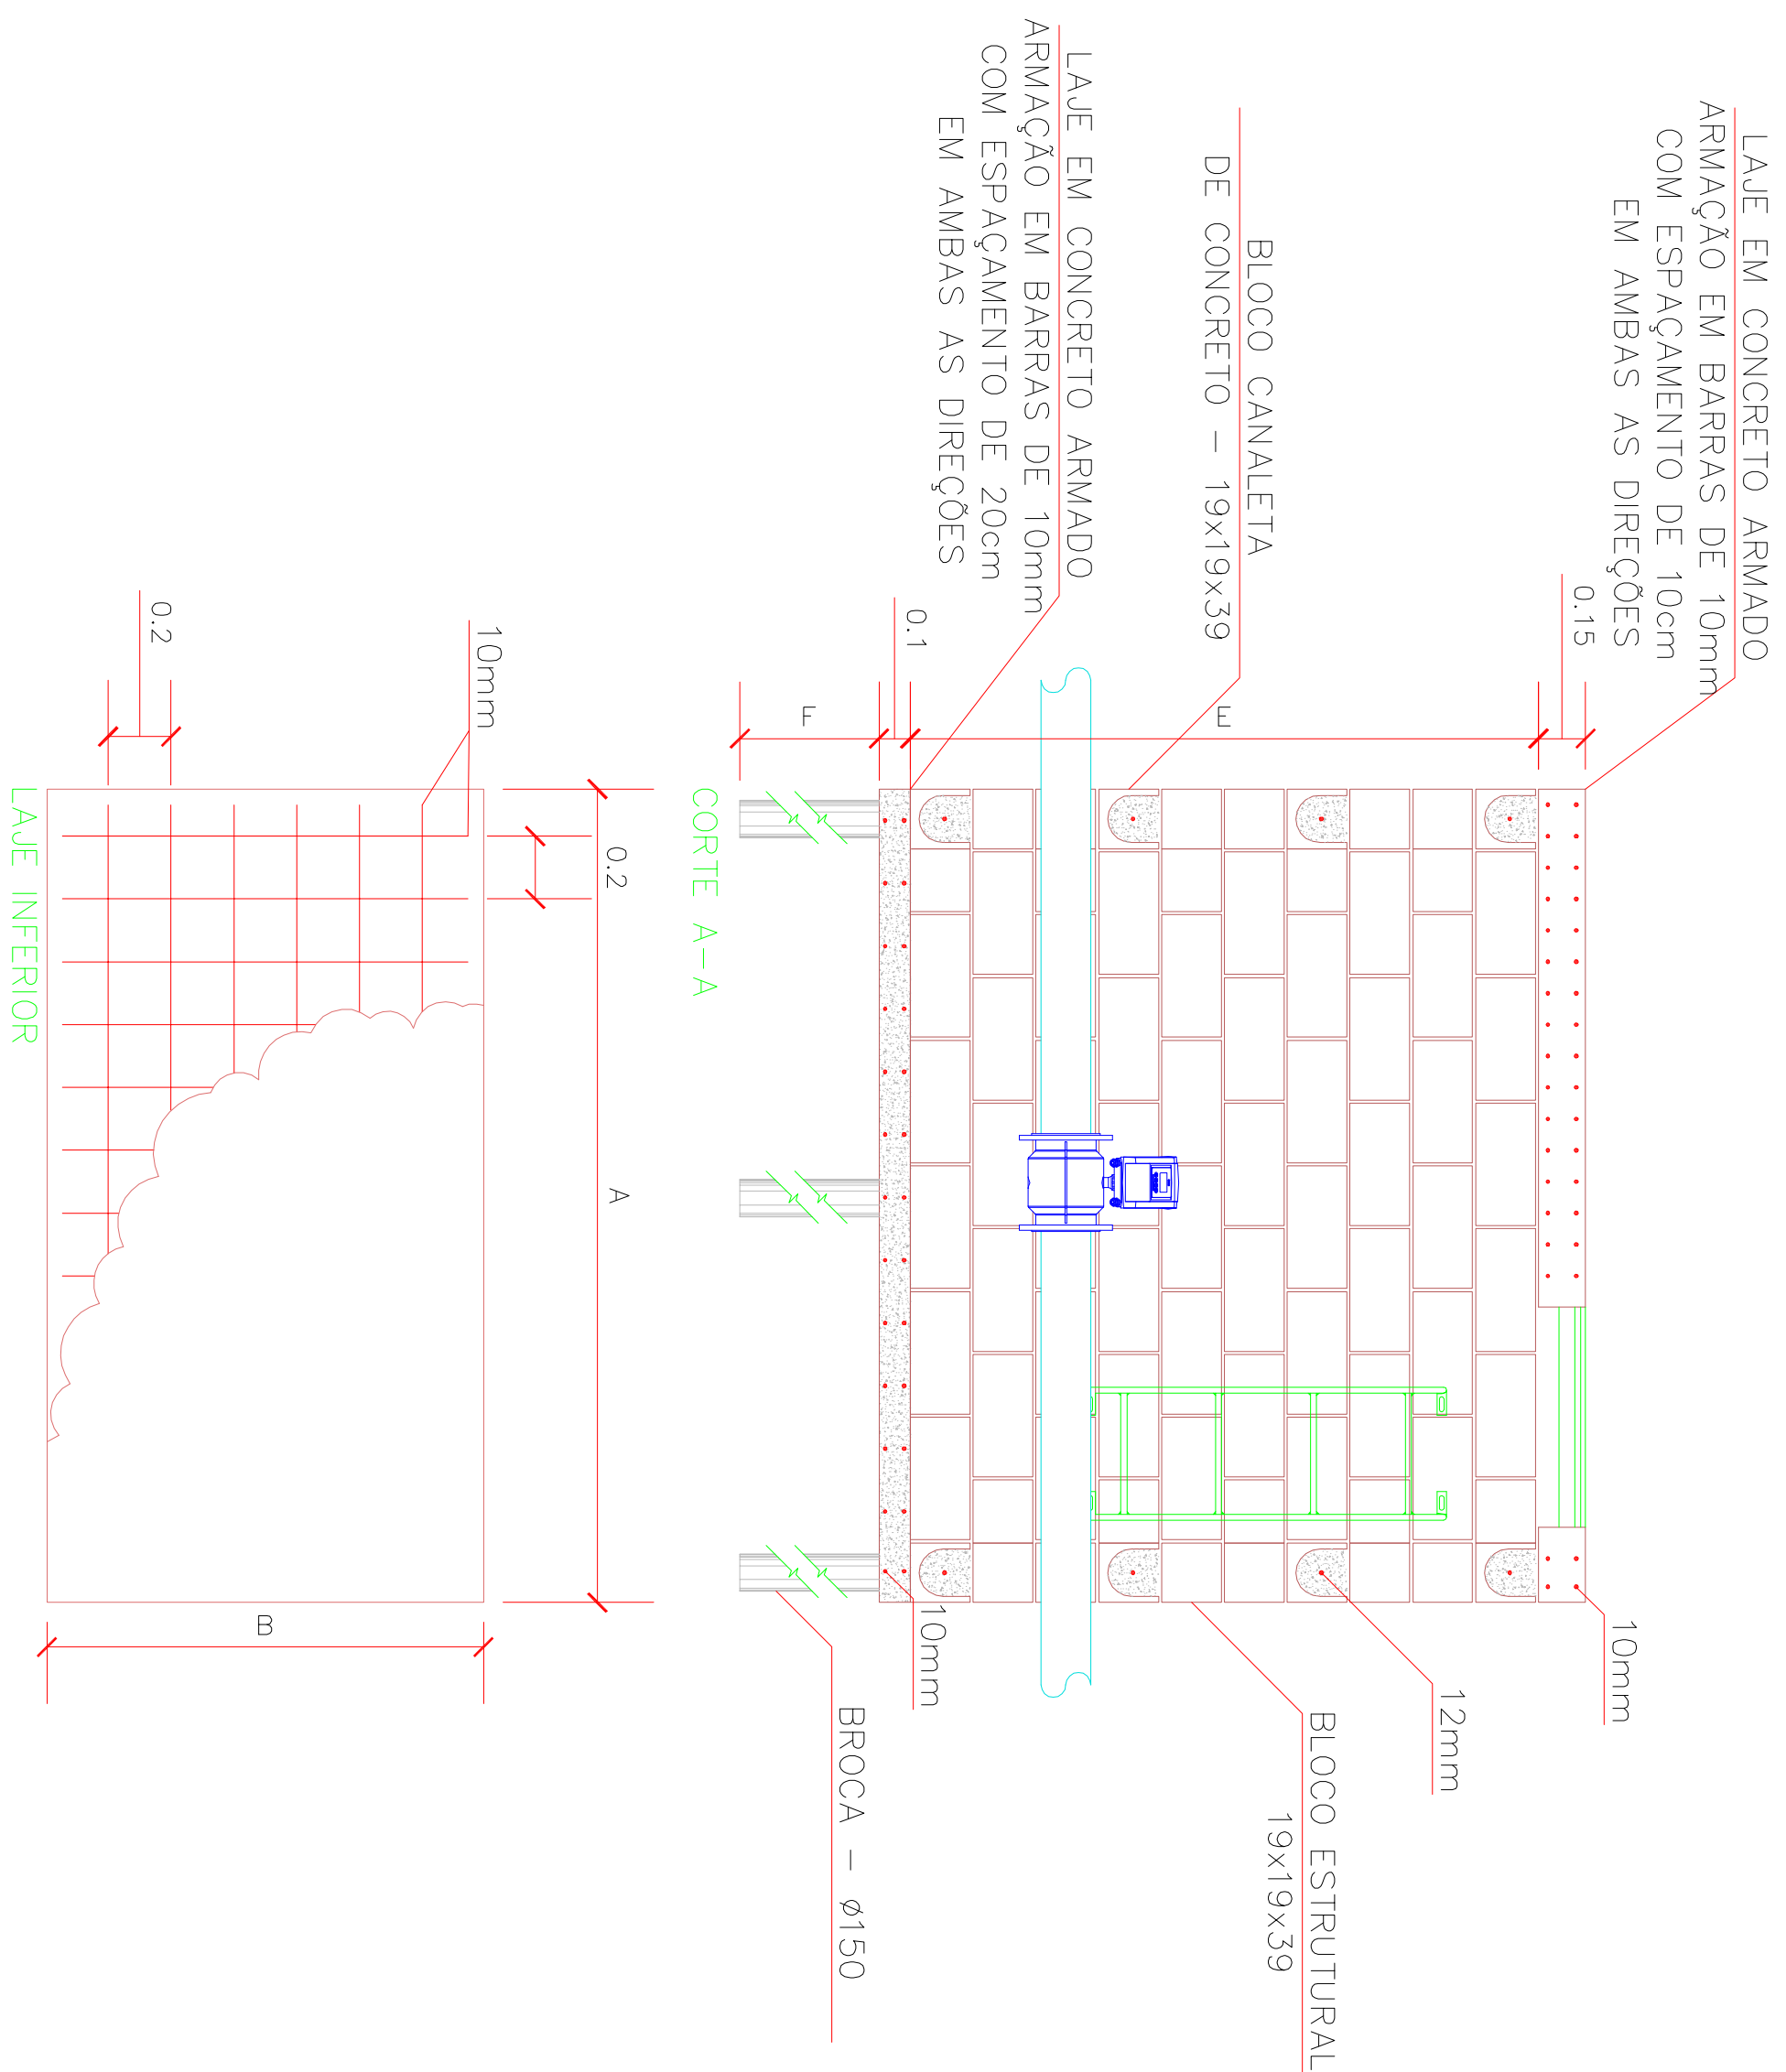 LAJE EM CONCRETO ARMADO
ARMAÇÃO EM BARRAS DE 10mm
COM ESPAÇAMENTO DE 10cm
EM AMBAS AS DIREÇÕES
0.15
10mm
12mm
BLOCO ESTRUTURAL
19x19x39
BLOCO CANALETA
DE CONCRETO – 19x19x39
E
LAJE EM CONCRETO ARMADO
ARMAÇÃO EM BARRAS DE 10mm
COM ESPAÇAMENTO DE 20cm
EM AMBAS AS DIREÇÕES
0.1
10mm
F
BROCA – ø150
CORTE A–A
A
0.2
10mm
0.2
B
LAJE INFERIOR